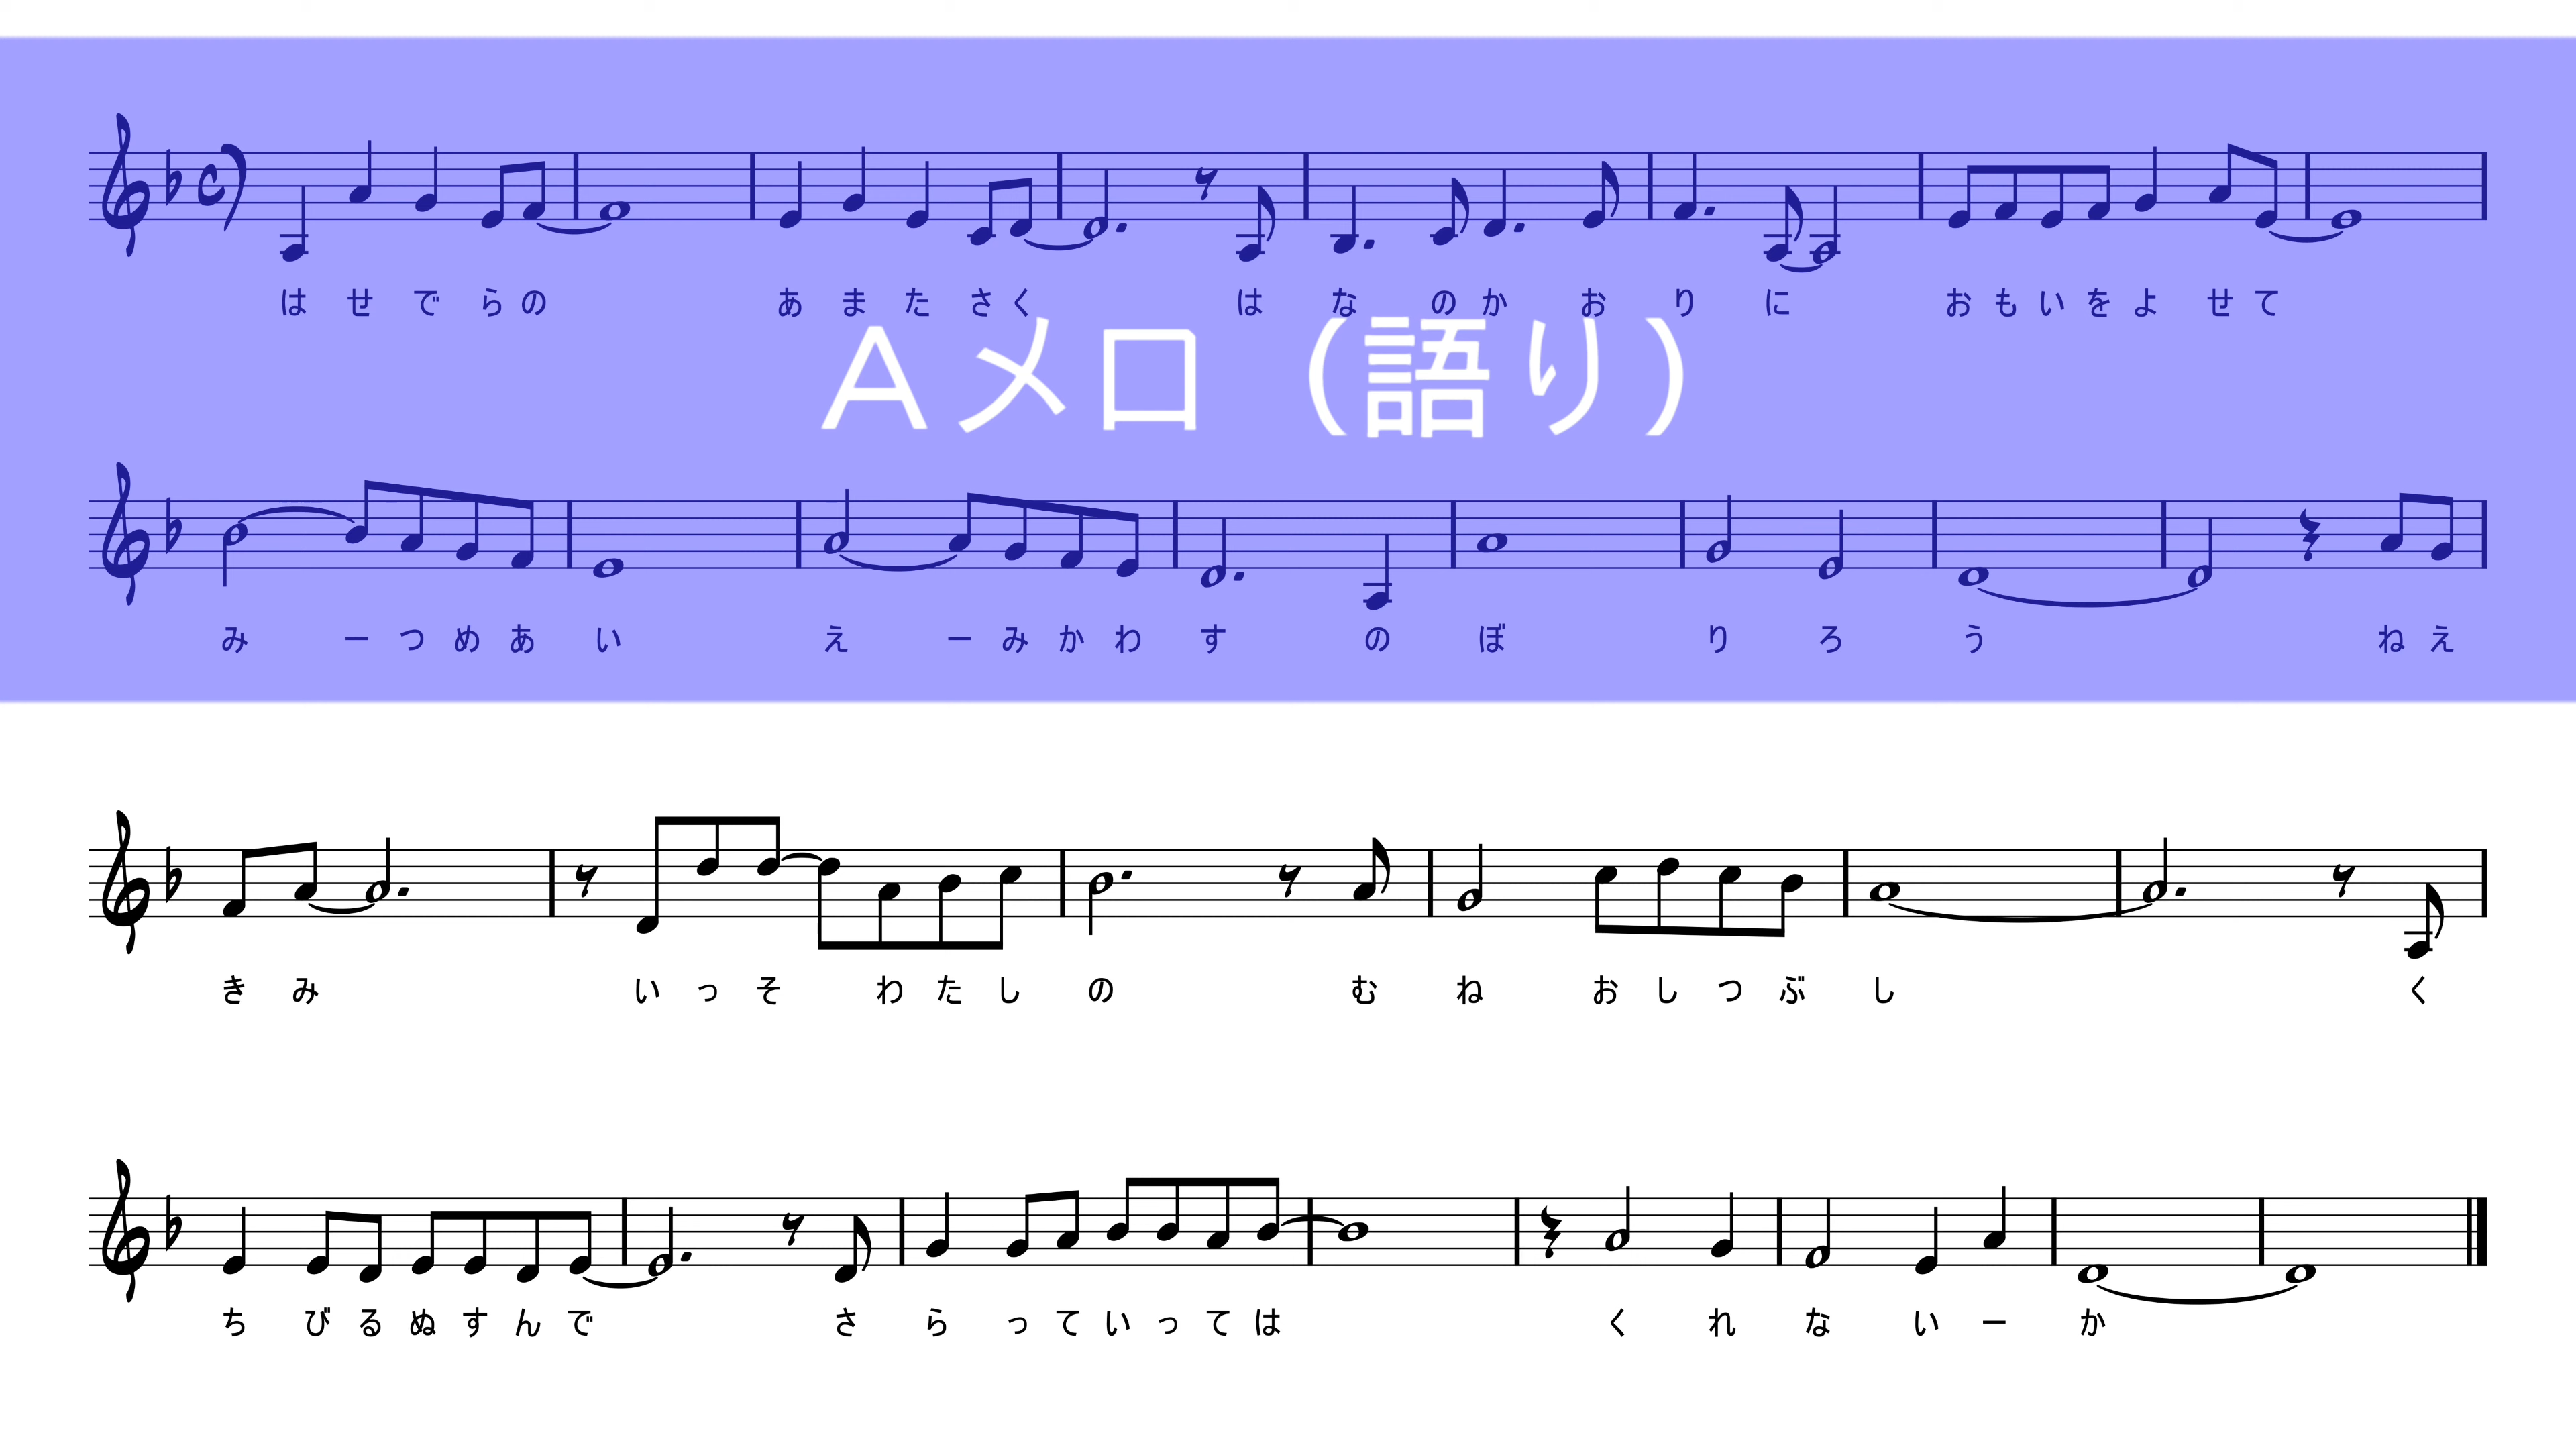 はせでらの あまたさく はなのかおりに おもいをよせて
Aメロ（語り）
みーつめあい えーみかわす のぼりろう ねえ
きみ いっそわたしの むねおしつぶし く
ちびるぬすんで さらっていっては くれないーか